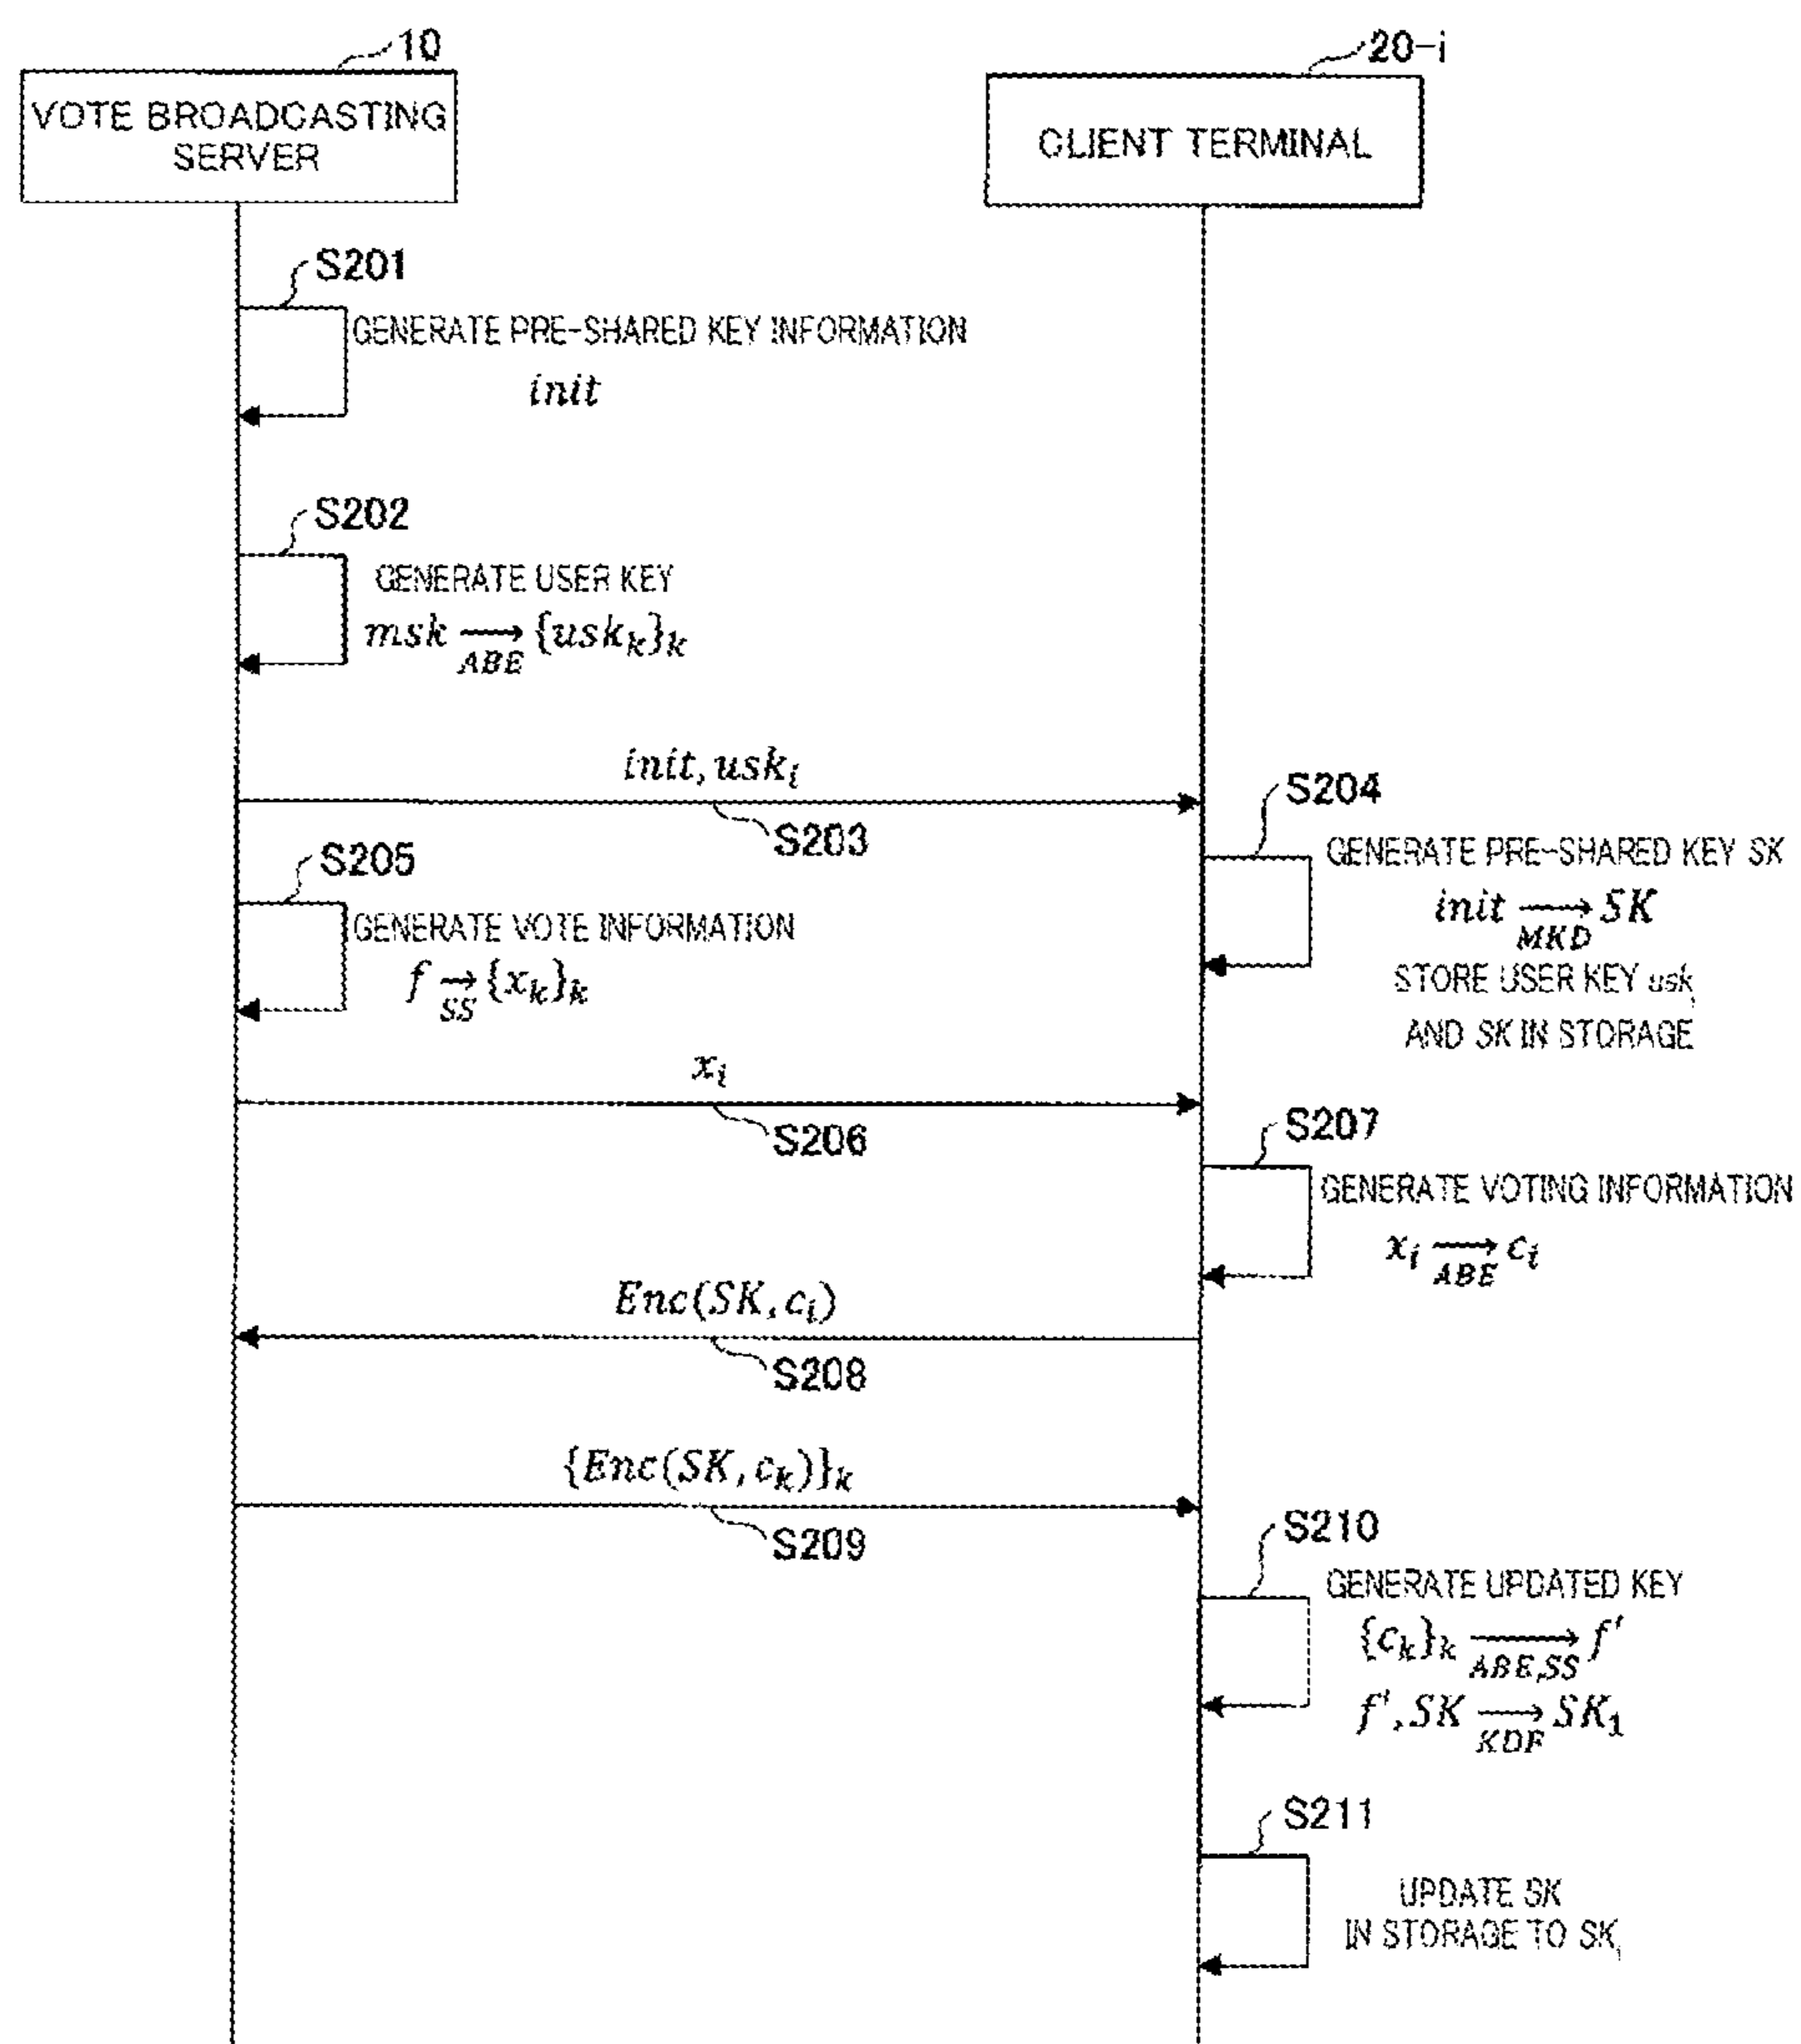 10
VOTE BROADCASTING
SERVER
20-i
CLIENT TERMINAL
S201
GENERATE PRE-SHARED KEY INFORMATION
init
S202
GENERATE USER KEY
msk →ABE {usk_k}_k
init, usk_i
S203
S204
GENERATE PRE-SHARED KEY SK
init →MKD SK
STORE USER KEY usk_i
AND SK IN STORAGE
S205
GENERATE VOTE INFORMATION
f →SS {x_k}_k
x_i
S206
S207
GENERATE VOTING INFORMATION
x_i →ABE c_i
Enc(SK, c_i)
S208
{Enc(SK, c_k)}_k
S209
S210
GENERATE UPDATED KEY
{c_k}_k →ABE,SS f'
f', SK →KDF SK_1
S211
UPDATE SK
IN STORAGE TO SK_1